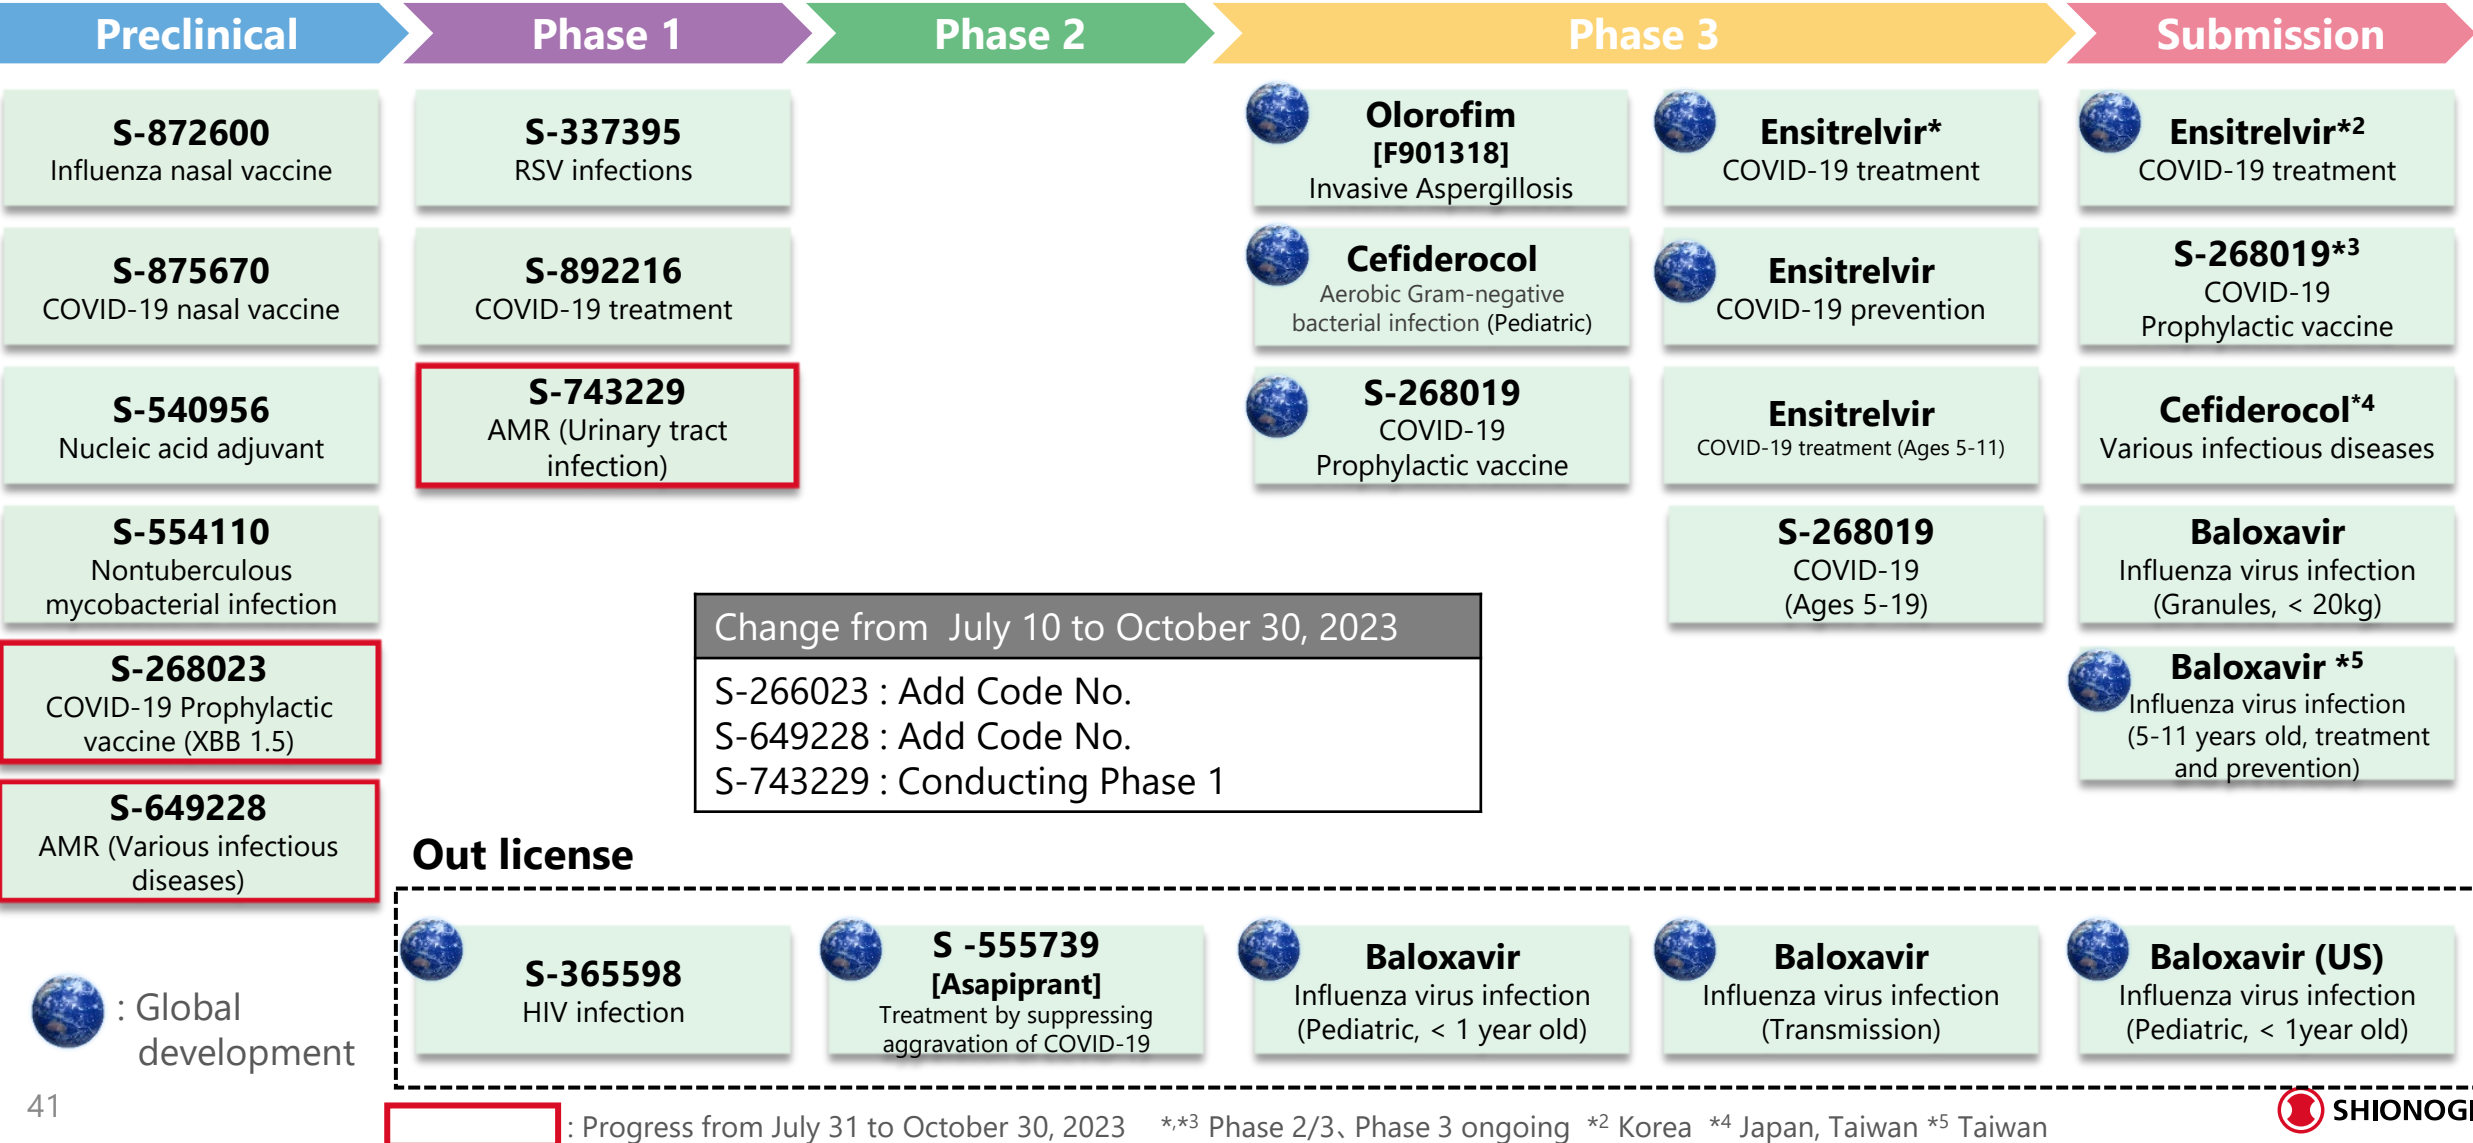 Preclinical
Phase 1
Phase 2
Phase 3
Submission
S-872600
Influenza nasal vaccine
S-875670
COVID-19 nasal vaccine
S-540956
Nucleic acid adjuvant
S-554110
Nontuberculous
mycobacterial infection
S-268023
COVID-19 Prophylactic
vaccine (XBB 1.5)
S-649228
AMR (Various infectious
diseases)
S-337395
RSV infections
S-892216
COVID-19 treatment
S-743229
AMR (Urinary tract
infection)
Olorofim
[F901318]
Invasive Aspergillosis
Cefiderocol
Aerobic Gram-negative
bacterial infection (Pediatric)
S-268019
COVID-19
Prophylactic vaccine
Ensitrelvir*
COVID-19 treatment
Ensitrelvir
COVID-19 prevention
Ensitrelvir
COVID-19 treatment (Ages 5-11)
S-268019
COVID-19
(Ages 5-19)
Ensitrelvir*2
COVID-19 treatment
S-268019*3
COVID-19
Prophylactic vaccine
Cefiderocol*4
Various infectious diseases
Baloxavir
Influenza virus infection
(Granules, < 20kg)
Baloxavir *5
Influenza virus infection
(5-11 years old, treatment
and prevention)
Change from July 10 to October 30, 2023
S-266023 : Add Code No.
S-649228 : Add Code No.
S-743229 : Conducting Phase 1
Out license
S-365598
HIV infection
S -555739
[Asapiprant]
Treatment by suppressing
aggravation of COVID-19
Baloxavir
Influenza virus infection
(Pediatric, < 1 year old)
Baloxavir
Influenza virus infection
(Transmission)
Baloxavir (US)
Influenza virus infection
(Pediatric, < 1year old)
: Global
development
41
: Progress from July 31 to October 30, 2023 *,*3 Phase 2/3、Phase 3 ongoing *2 Korea *4 Japan, Taiwan *5 Taiwan
SHIONOGI